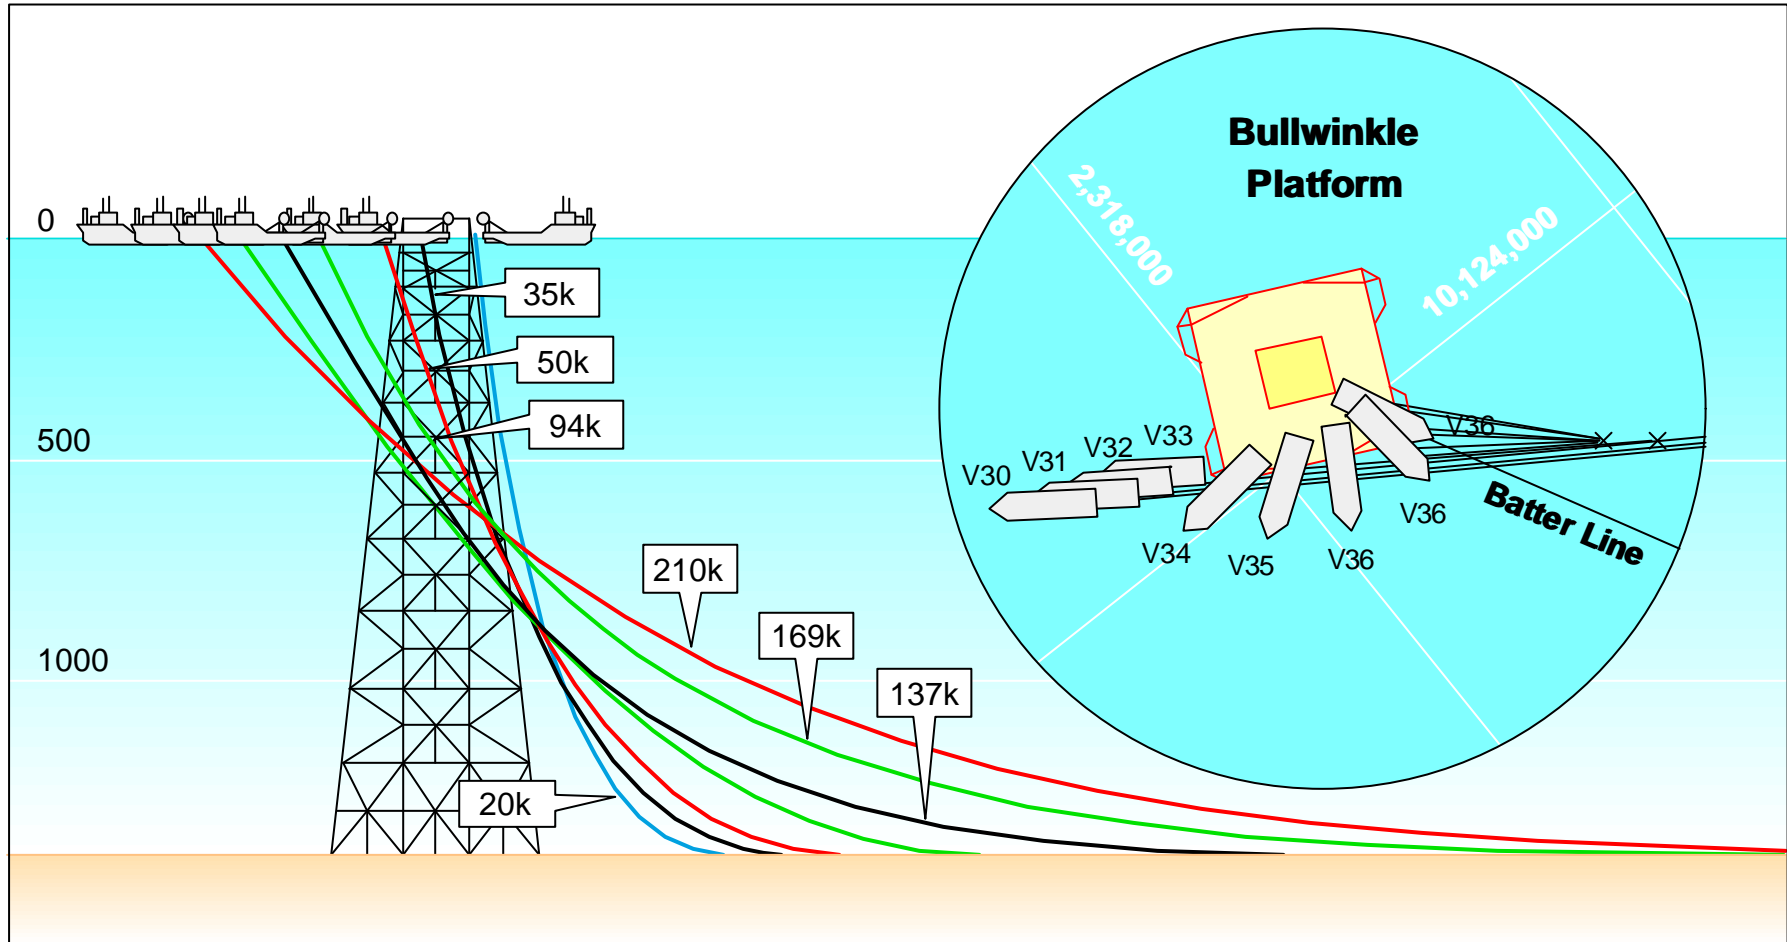 0
500
1000
35k
50k
94k
210k
169k
137k
20k
Bullwinkle
Platform
2,318,000
10,124,000
V30
V31
V32
V33
V34
V35
V36
V36
V36
Batter Line